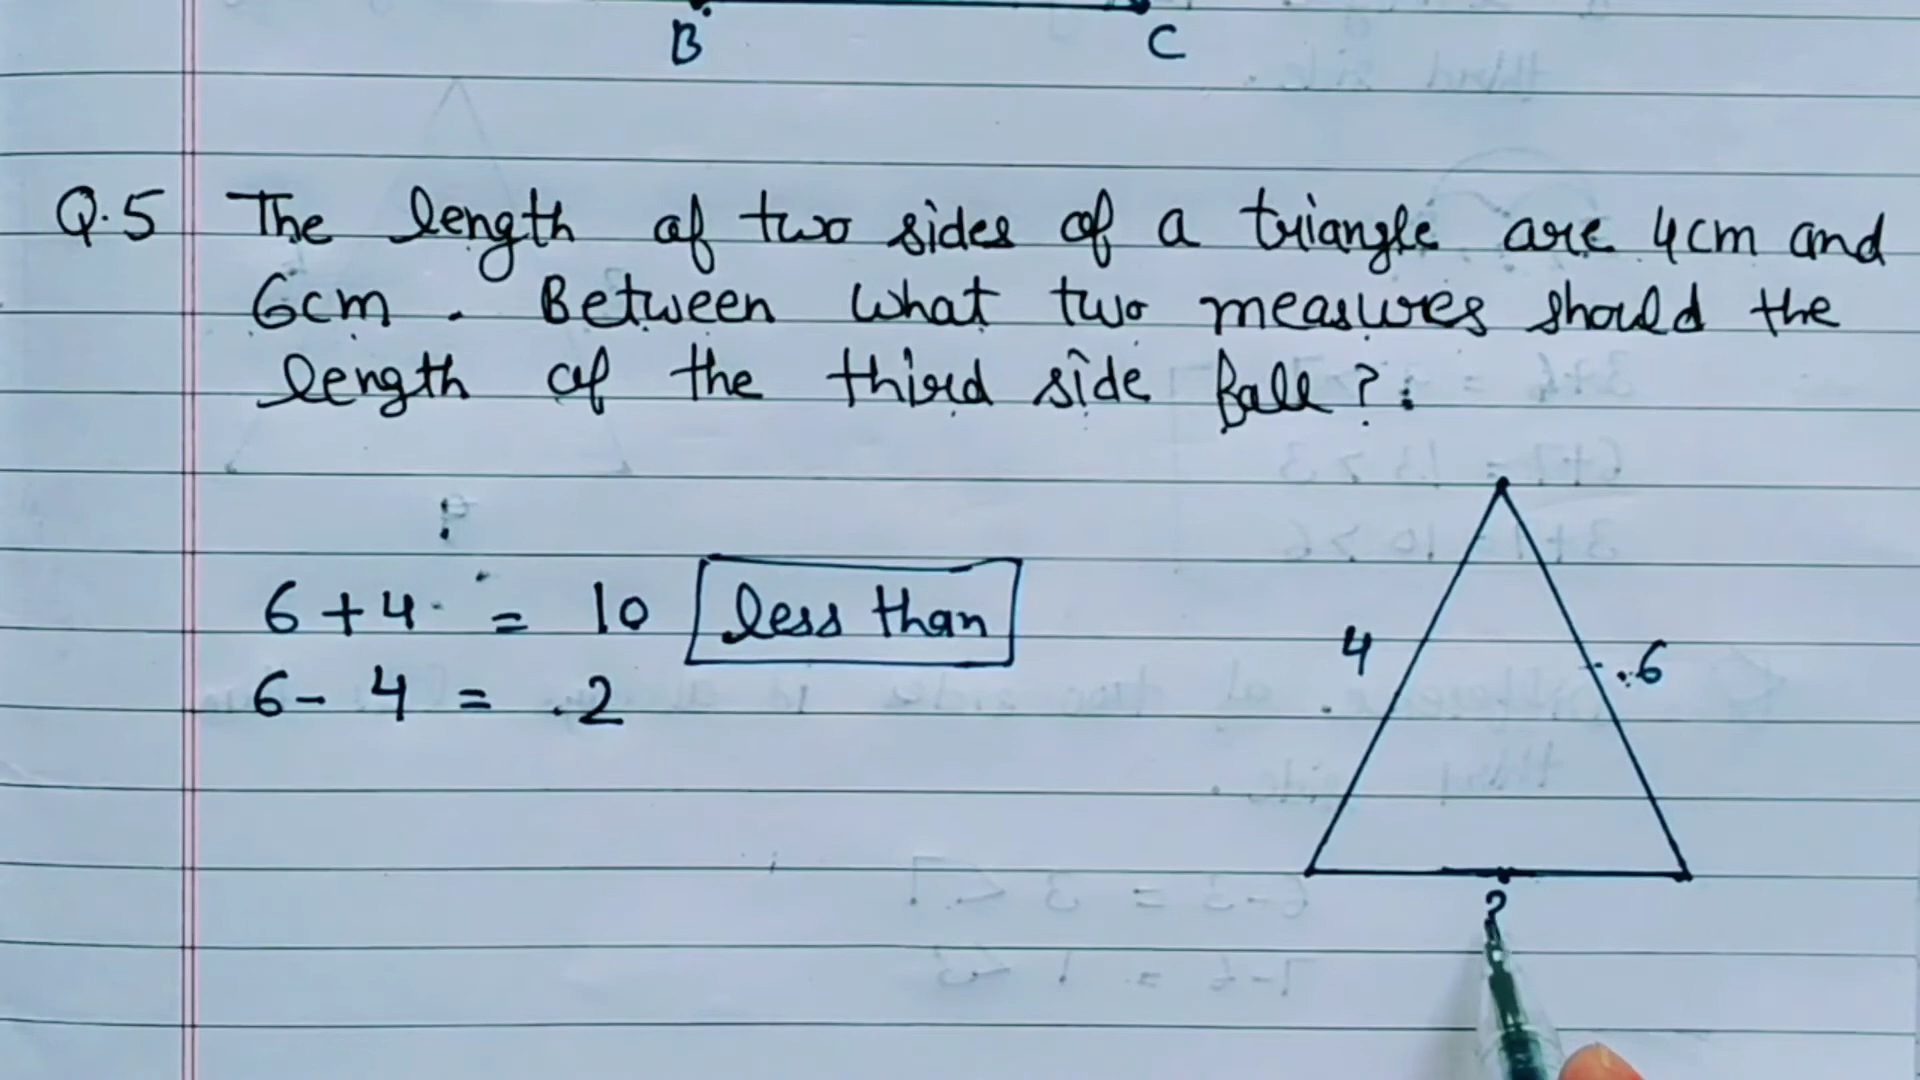 B C
Q.5 The length of two sides of a triangle are 4cm and
6cm. Between what two measures should the
length of the third side fall?
6 + 4 = 10 less than
6 - 4 = 2
4 6
?